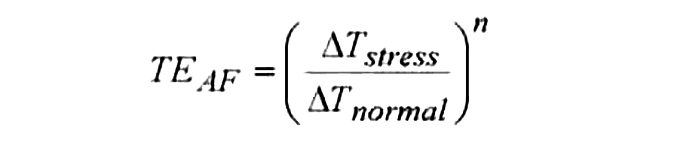 TE_AF = (ΔT_stress / ΔT_normal)^n